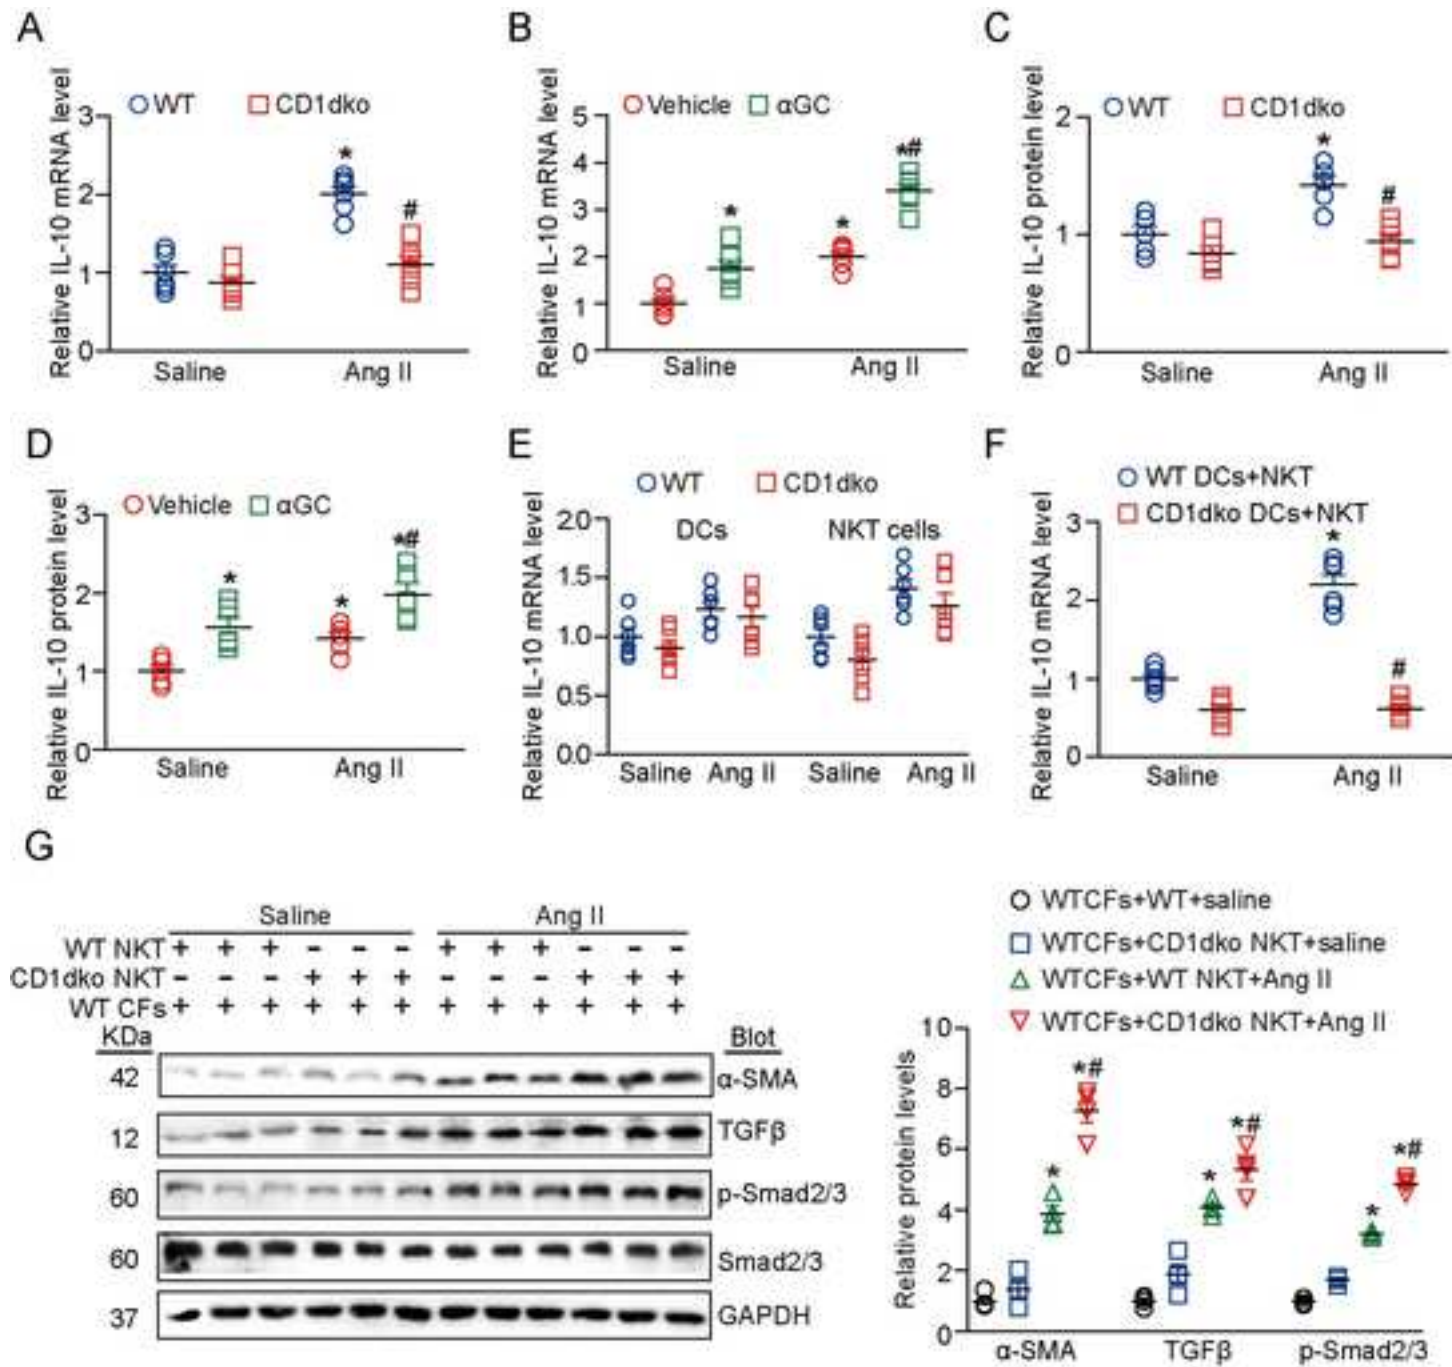 A
Relative IL-10 mRNA level
WT CD1dko
3
2
1
0
*
#
Saline Ang II
B
Relative IL-10 mRNA level
Vehicle αGC
5
4
3
2
1
0
*
*
*#
Saline Ang II
C
Relative IL-10 protein level
WT CD1dko
2
1
0
*
#
Saline Ang II
D
Relative IL-10 protein level
Vehicle αGC
3
2
1
0
*
*
*#
Saline Ang II
E
Relative IL-10 mRNA level
WT CD1dko
DCs NKT cells
2.0
1.5
1.0
0.5
0.0
Saline Ang II Saline Ang II
F
Relative IL-10 mRNA level
WT DCs+NKT
CD1dko DCs+NKT
3
2
1
0
*
#
Saline Ang II
G
Saline Ang II
WT NKT + + + - - - + + + - - -
CD1dko NKT - - - + + + - - - + + +
WT CFs + + + + + + + + + + + +
KDa Blot
42 α-SMA
12 TGFβ
60 p-Smad2/3
60 Smad2/3
37 GAPDH
WTCFs+WT+saline
WTCFs+CD1dko NKT+saline
WTCFs+WT NKT+Ang II
WTCFs+CD1dko NKT+Ang II
Relative protein levels
10
8
6
4
2
0
* *#
* *#
* *#
α-SMA TGFβ p-Smad2/3